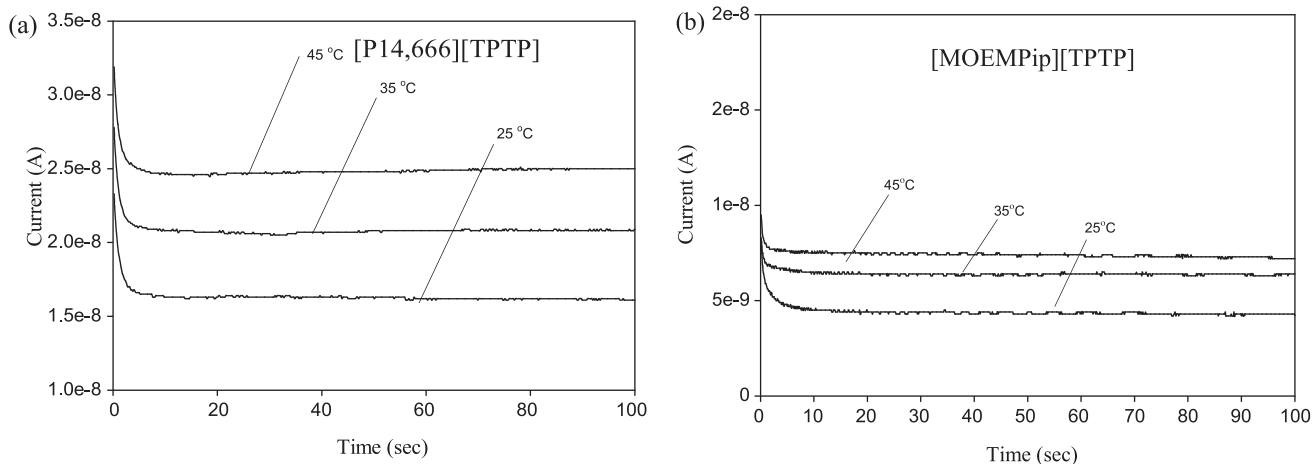 (a)
3.5e-8
3.0e-8
2.5e-8
2.0e-8
1.5e-8
1.0e-8
Current (A)
45 °C
[P14,666][TPTP]
35 °C
25 °C
0 20 40 60 80 100
Time (sec)
(b)
2e-8
2e-8
1e-8
5e-9
0
Current (A)
[MOEMPip][TPTP]
45°C
35°C
25°C
0 10 20 30 40 50 60 70 80 90 100
Time (sec)